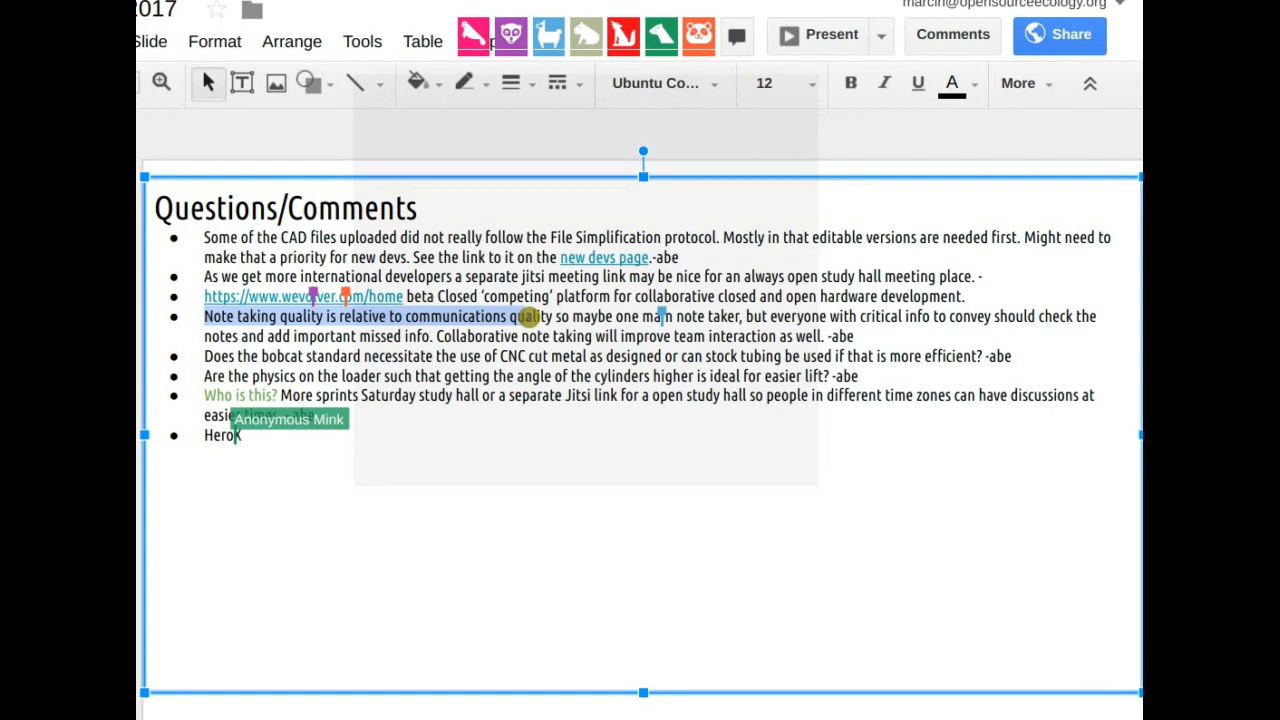 2017
marcin@opensourceecology.org
Slide Format Arrange Tools Table
Present Comments Share
Ubuntu Co... 12 B I U A More
Questions/Comments
● Some of the CAD files uploaded did not really follow the File Simplification protocol. Mostly in that editable versions are needed first. Might need to
make that a priority for new devs. See the link to it on the new devs page.-abe
● As we get more international developers a separate jitsi meeting link may be nice for an always open study hall meeting place. -
● https://www.wevolver.com/home beta Closed ‘competing’ platform for collaborative closed and open hardware development.
● Note taking quality is relative to communications quality so maybe one main note taker, but everyone with critical info to convey should check the
notes and add important missed info. Collaborative note taking will improve team interaction as well. -abe
● Does the bobcat standard necessitate the use of CNC cut metal as designed or can stock tubing be used if that is more efficient? -abe
● Are the physics on the loader such that getting the angle of the cylinders higher is ideal for easier lift? -abe
● Who is this? More sprints Saturday study hall or a separate Jitsi link for a open study hall so people in different time zones can have discussions at
easier times. -abe
Anonymous Mink
● HeroX